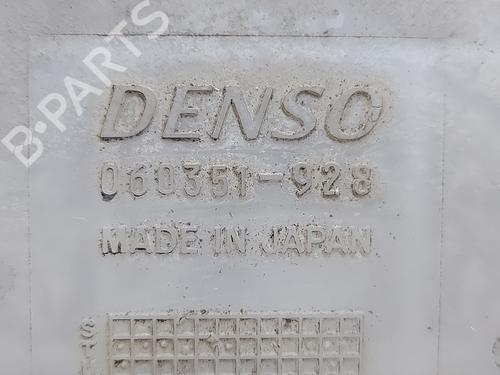 B-PARTS
DENSO
060351-928
MADE IN JAPAN